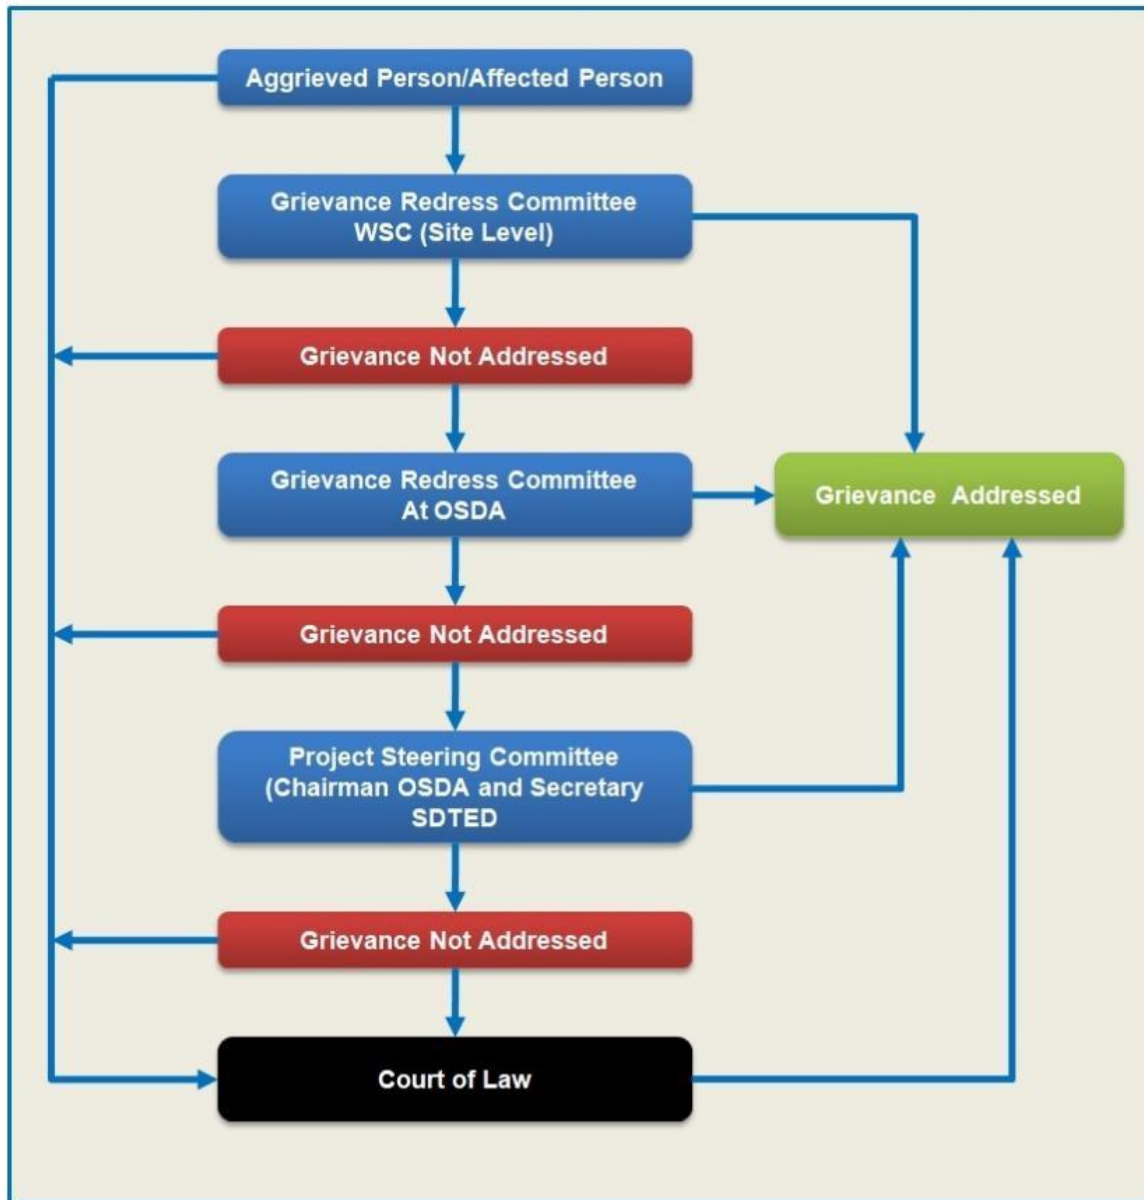 Aggrieved Person/Affected Person
Grievance Redress Committee
WSC (Site Level)
Grievance Not Addressed
Grievance Redress Committee
At OSDA
Grievance Addressed
Grievance Not Addressed
Project Steering Committee
(Chairman OSDA and Secretary
SDTED
Grievance Not Addressed
Court of Law